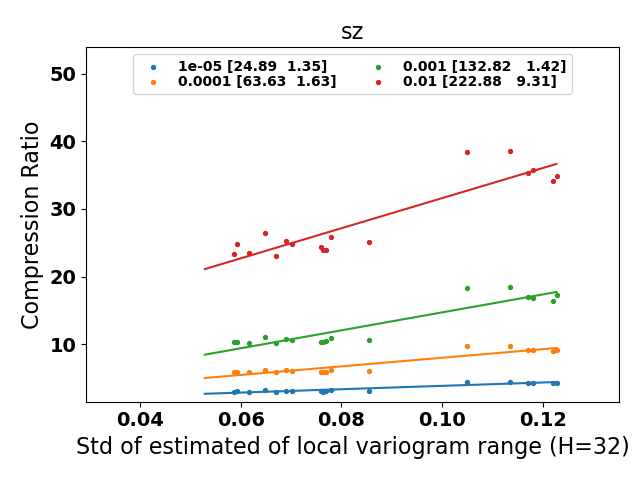 sz
1e-05 [24.89 1.35]
0.0001 [63.63 1.63]
0.001 [132.82 1.42]
0.01 [222.88 9.31]
Compression Ratio
50
40
30
20
10
0.04 0.06 0.08 0.10 0.12
Std of estimated of local variogram range (H=32)